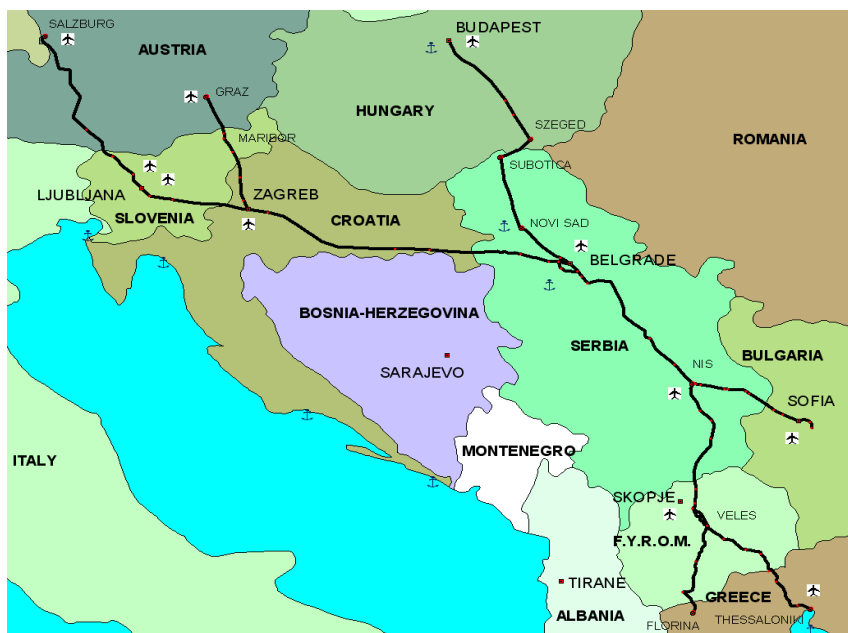 SALZBURG
BUDAPEST
AUSTRIA
GRAZ
HUNGARY
SZEGED
MARIBOR
ROMANIA
SUBOTICA
LJUBLJANA
ZAGREB
SLOVENIA
CROATIA
NOVI SAD
BELGRADE
BOSNIA-HERZEGOVINA
SERBIA
BULGARIA
NIS
SARAJEVO
SOFIA
MONTENEGRO
ITALY
SKOPJE
VELES
F.Y.R.O.M.
TIRANE
GREECE
ALBANIA
FLORINA
THESSALONIKI